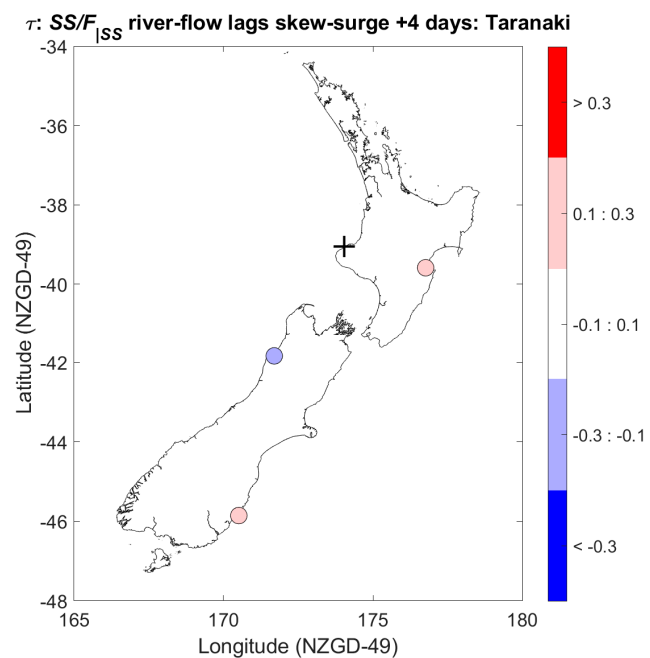 τ: SS/F|SS river-flow lags skew-surge +4 days: Taranaki
-34
-36
-38
-40
-42
-44
-46
-48
165
170
175
180
Latitude (NZGD-49)
Longitude (NZGD-49)
> 0.3
0.1 : 0.3
-0.1 : 0.1
-0.3 : -0.1
< -0.3